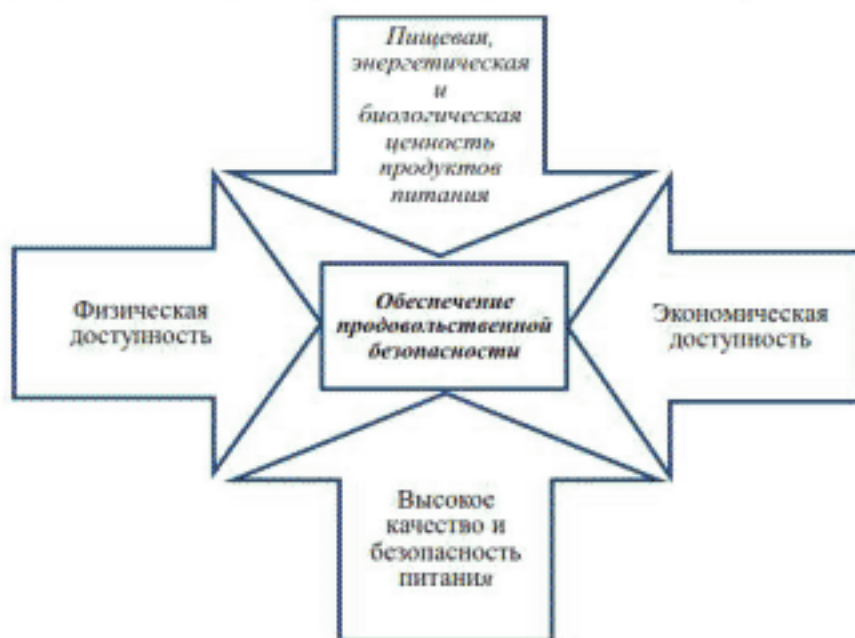 Пищевая,
энергетическая
и
биологическая
ценность
продуктов
питания
Физическая
доступность
Обеспечение
продовольственной
безопасности
Экономическая
доступность
Высокое
качество и
безопасность
питания